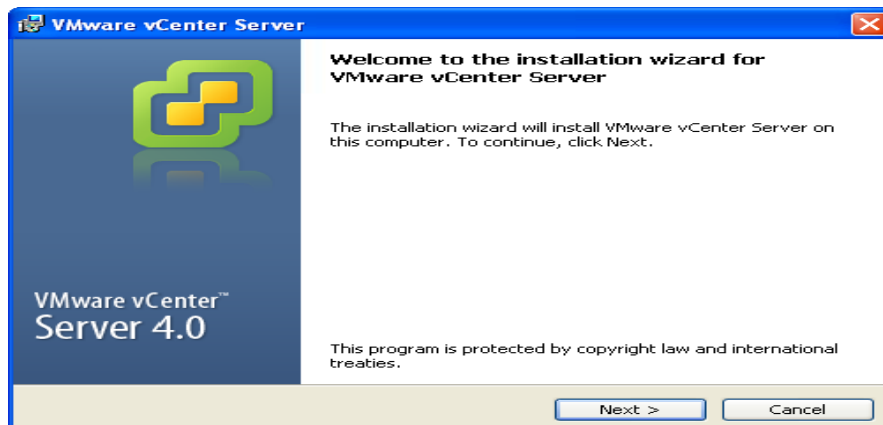 VMware vCenter Server
Welcome to the installation wizard for
VMware vCenter Server
The installation wizard will install VMware vCenter Server on
this computer. To continue, click Next.
VMware vCenter™
Server 4.0
This program is protected by copyright law and international
treaties.
Next >
Cancel